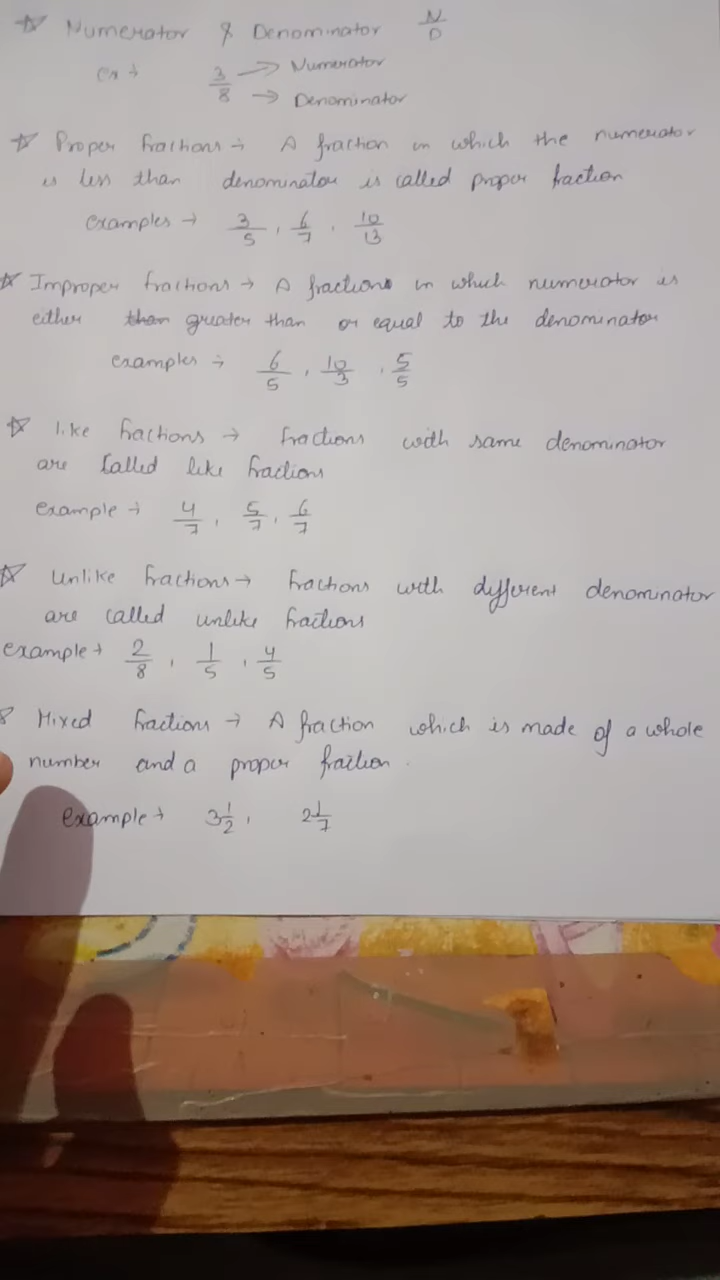 ☆ Numerator & Denominator N/D
ex → 3/8 → Numerator
→ Denominator
☆ Proper fractions → A fraction in which the numerator
is less than denominator is called proper fraction
examples → 3/5, 6/7, 10/13
☆ Improper fractions → A fractions in which numerator is
either than greater than or equal to the denominator
examples → 6/5, 10/3, 5/5
☆ like fractions → fractions with same denominator
are called like fractions
example → 4/7, 5/7, 6/7
☆ Unlike fractions → fractions with different denominator
are called unlike fractions
example → 2/8, 1/5, 4/5
Mixed fractions → A fraction which is made of a whole
number and a proper fraction.
example → 3 1/2, 2 1/7